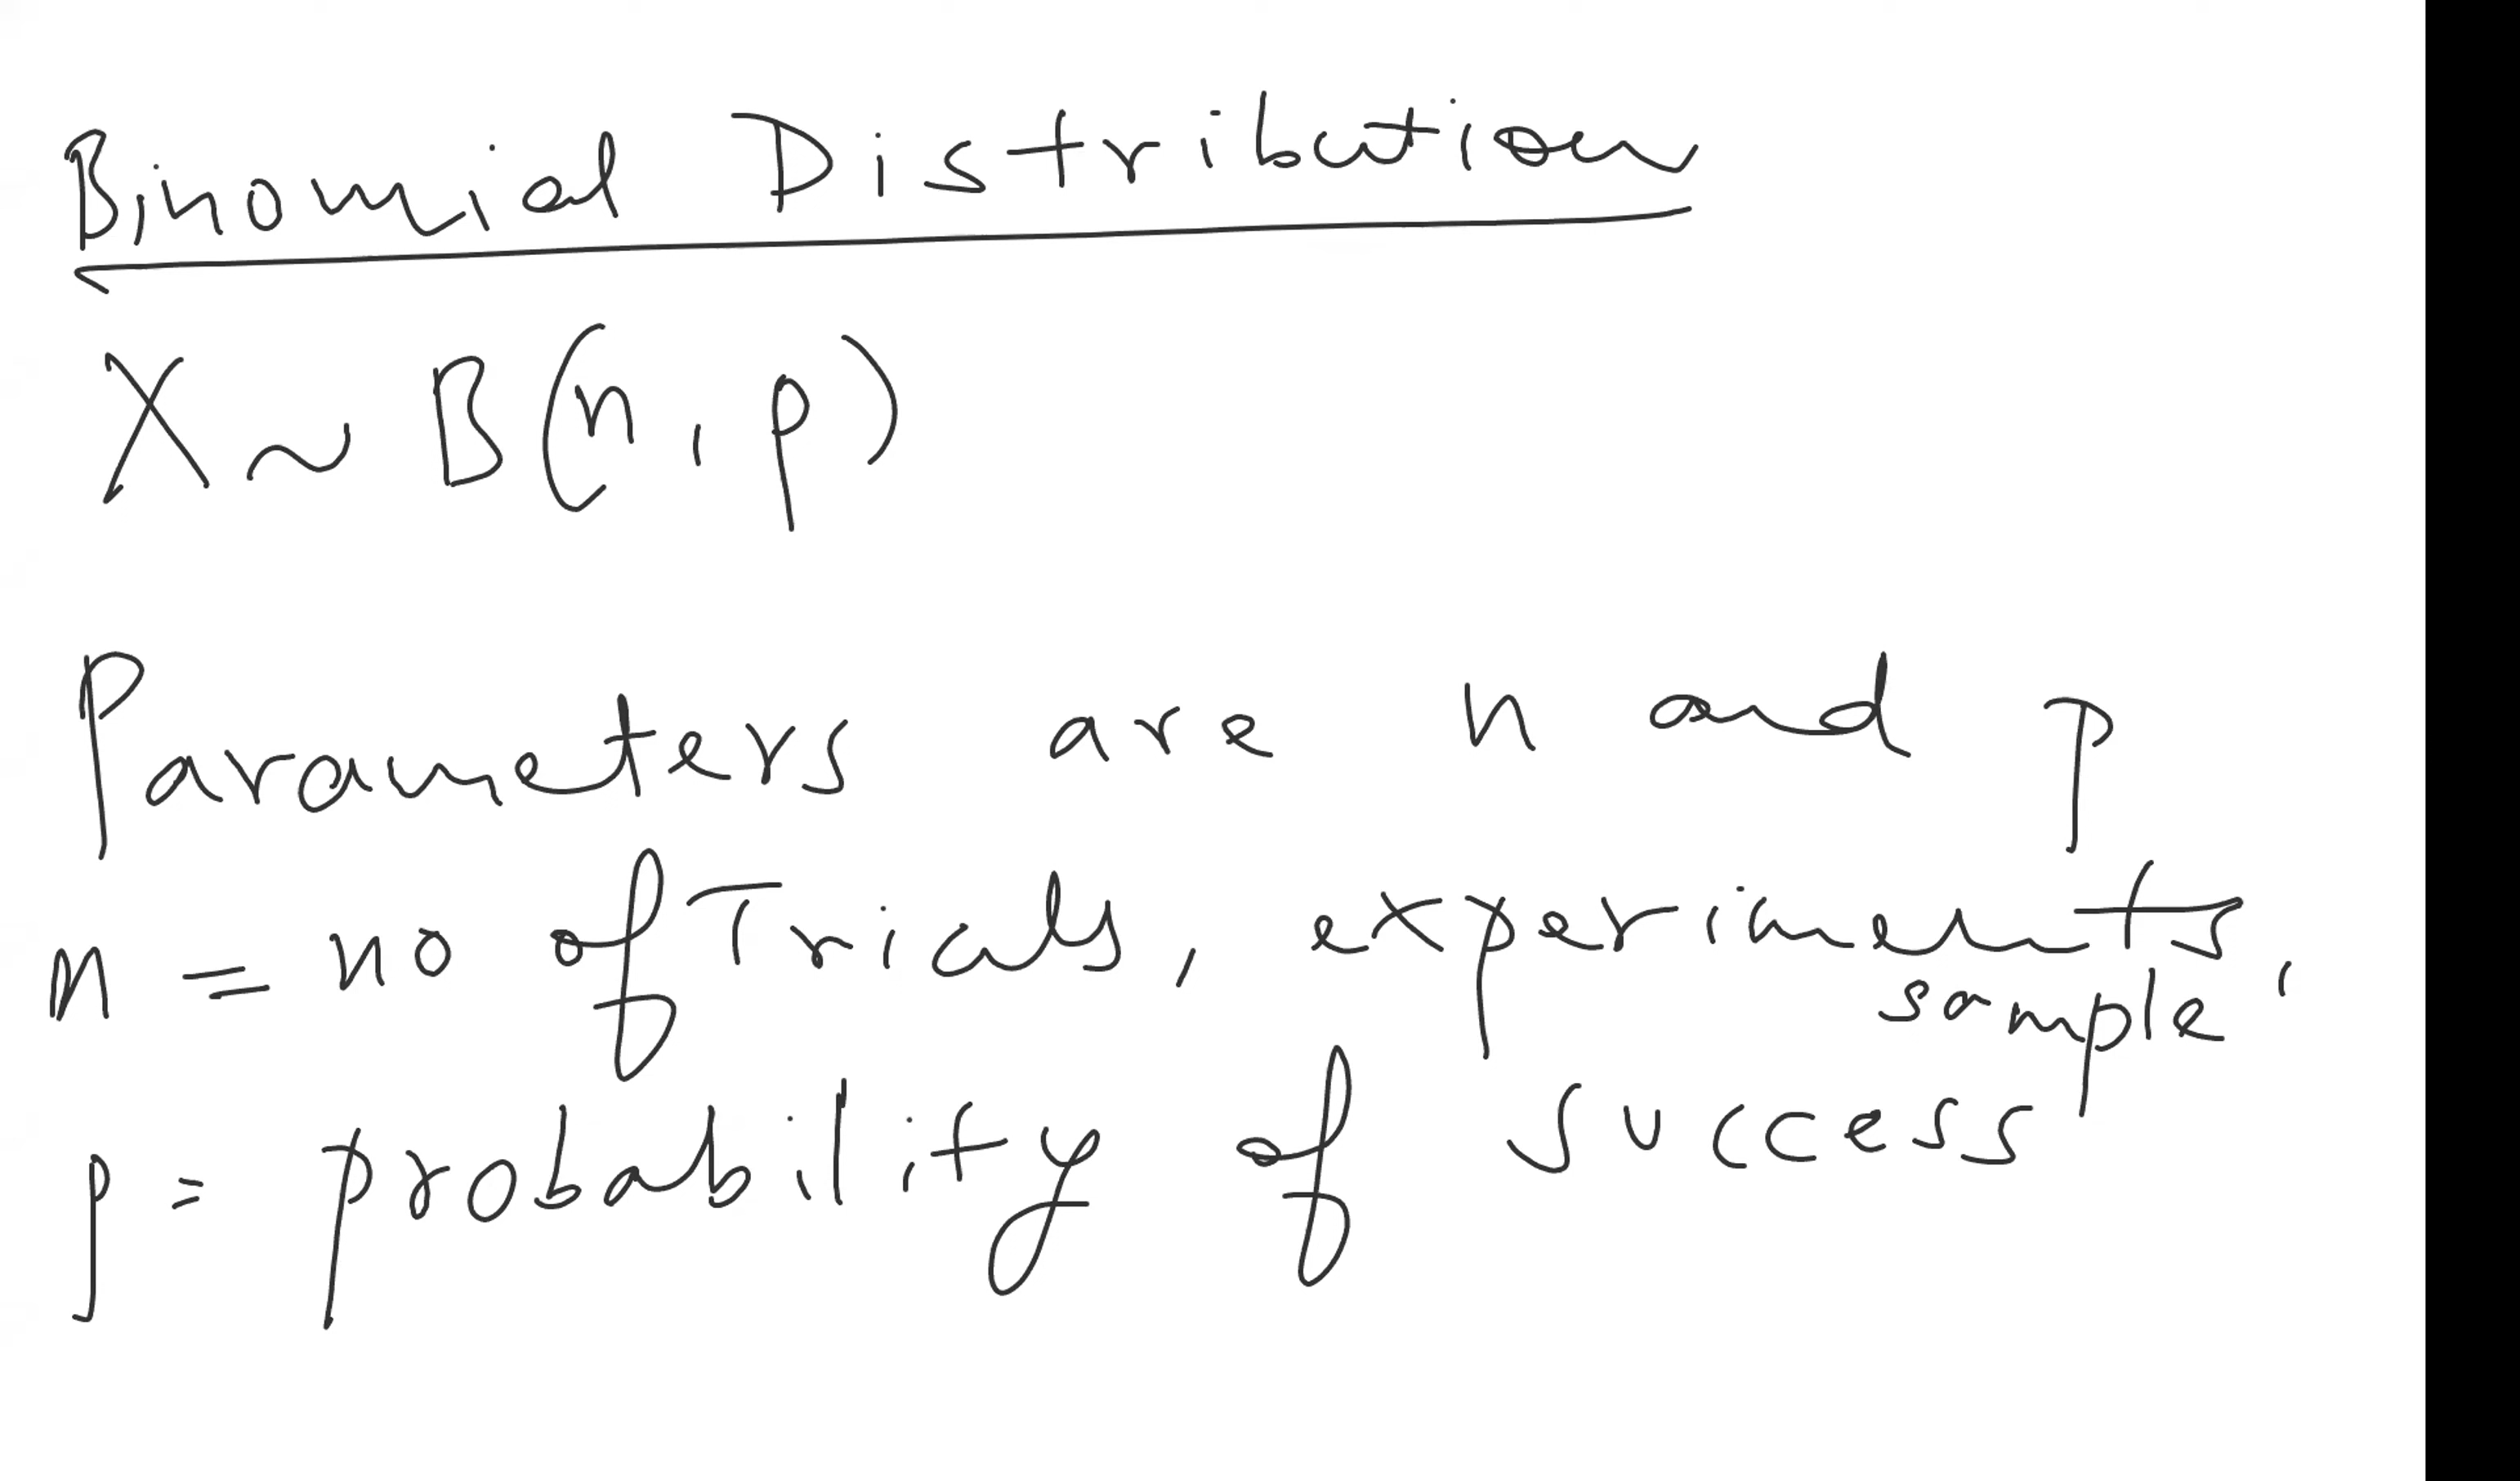 Binomial Distribution
X ~ B(n, p)
Parameters are n and p
n = no of Trials, experiments,
sample
p = probability of success